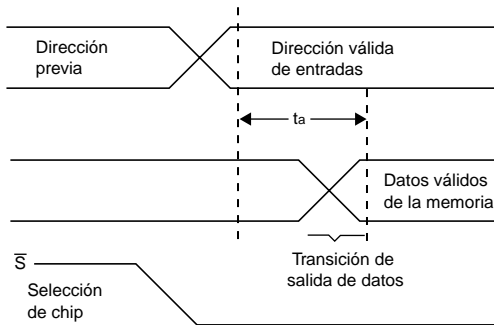 Dirección
previa
Dirección válida
de entradas
ta
Datos válidos
de la memoria
Transición de
salida de datos
S̅
Selección
de chip